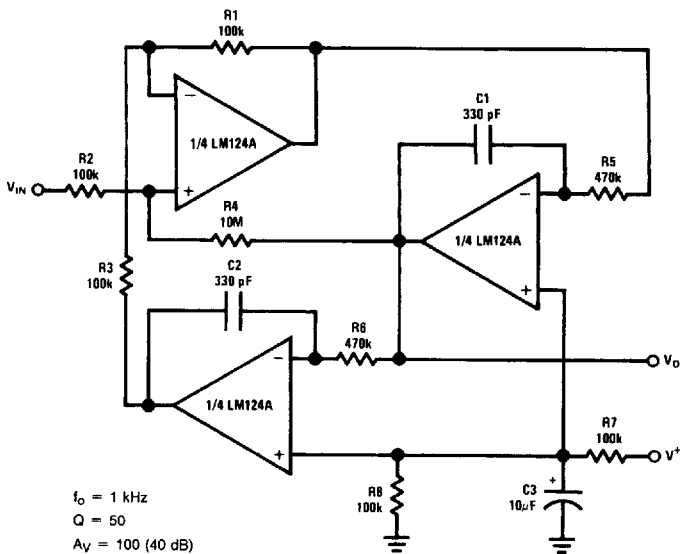 R1
100k
C1
330 pF
R2
100k
VIN
1/4 LM124A
R5
470k
R4
10M
1/4 LM124A
R3
100k
C2
330 pF
R6
470k
VO
1/4 LM124A
R7
100k
V+
R8
100k
C3
10µF
fo = 1 kHz
Q = 50
AV = 100 (40 dB)